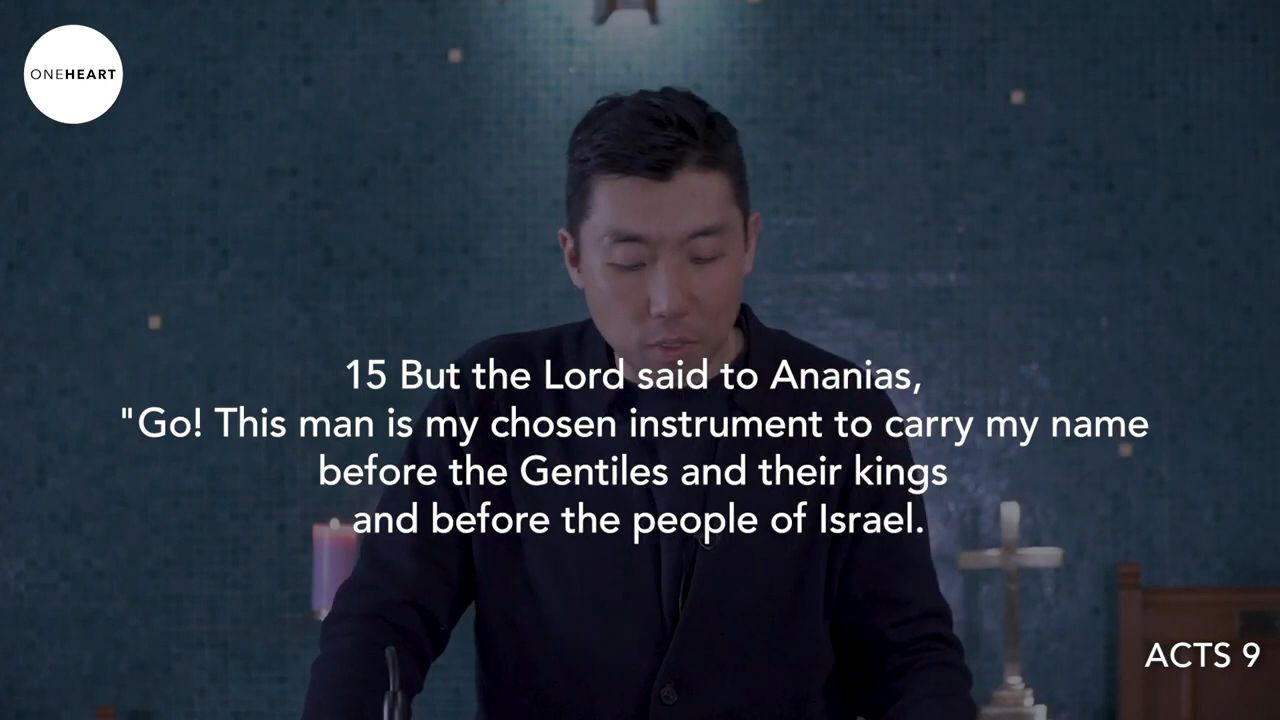 ONEHEART
15 But the Lord said to Ananias,
"Go! This man is my chosen instrument to carry my name
before the Gentiles and their kings
and before the people of Israel.
ACTS 9